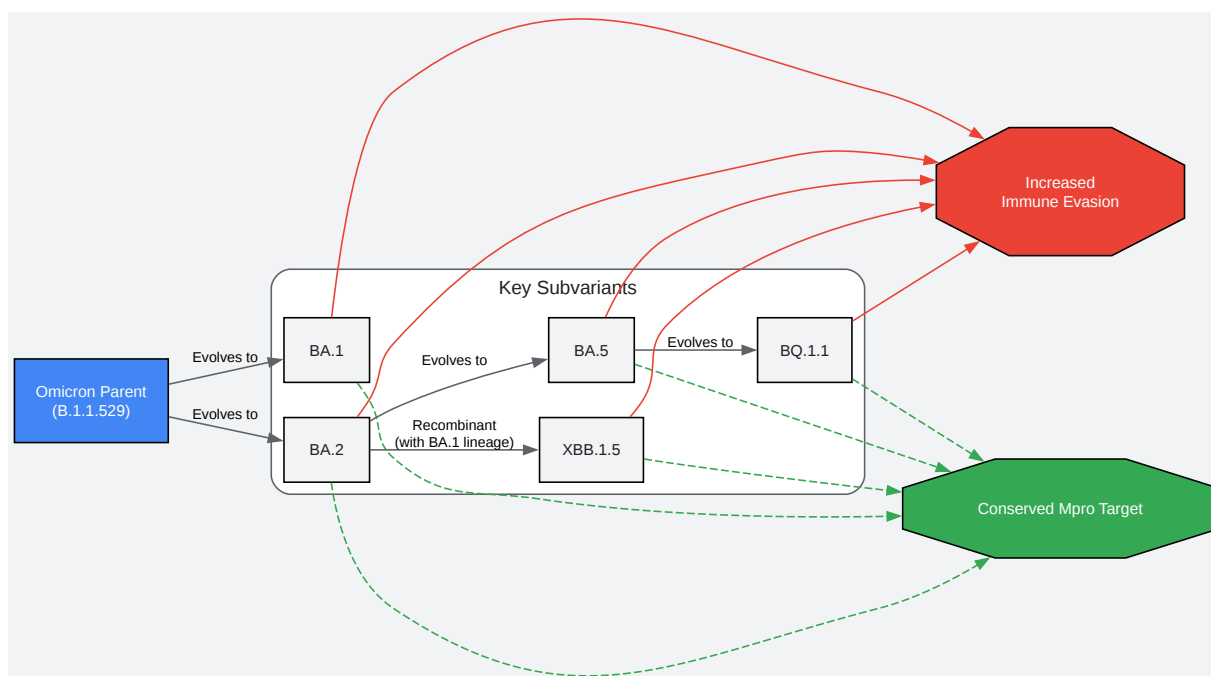 Increased
Immune Evasion
Key Subvariants
Evolves to
BA.1
Evolves to
BA.5
Evolves to
BQ.1.1
Omicron Parent
(B.1.1.529)
Evolves to
BA.2
Recombinant
(with BA.1 lineage)
XBB.1.5
Conserved Mpro Target